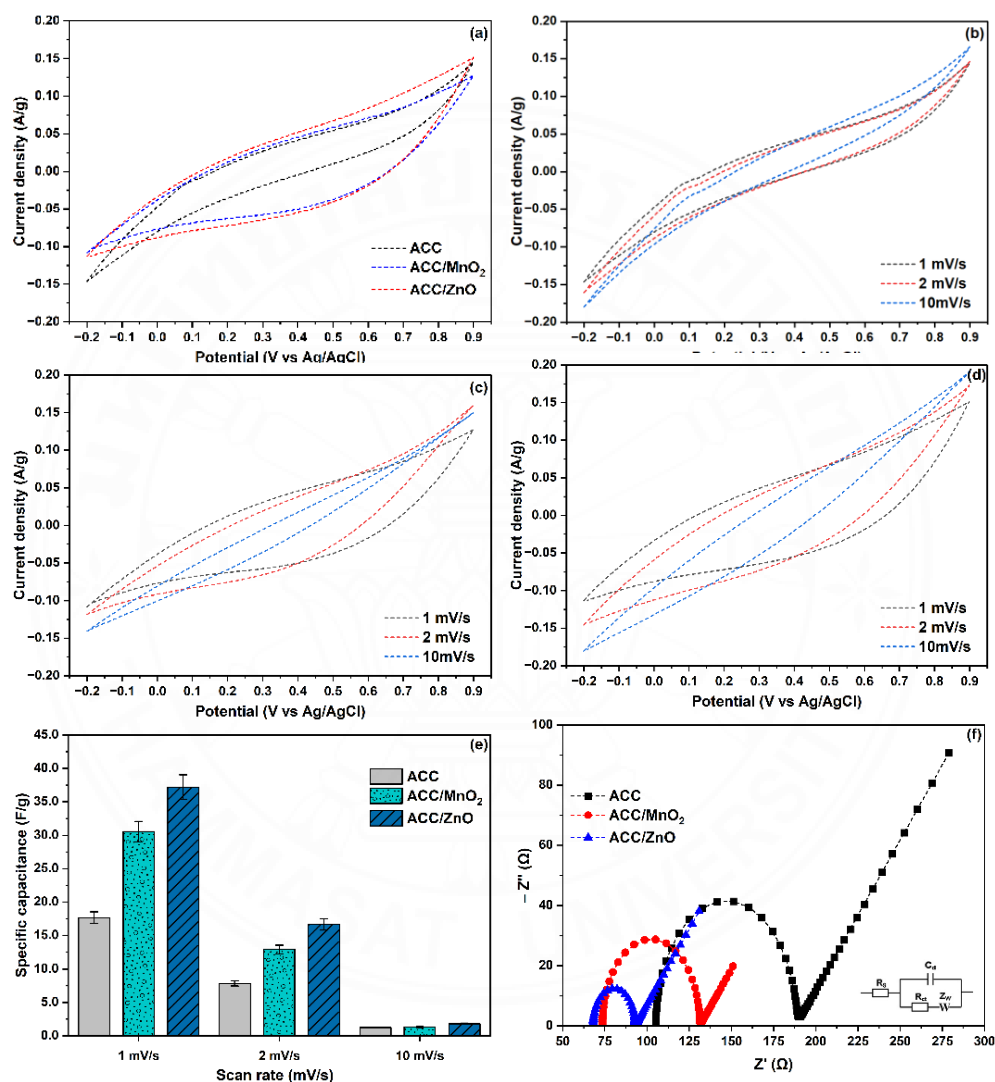 (a)
0.20
0.15
0.10
0.05
0.00
−0.05
−0.10
−0.15
−0.20
Current density (A/g)
ACC
ACC/MnO₂
ACC/ZnO
−0.2 −0.1 0.0 0.1 0.2 0.3 0.4 0.5 0.6 0.7 0.8 0.9
Potential (V vs Ag/AgCl)
(b)
0.20
0.15
0.10
0.05
0.00
−0.05
−0.10
−0.15
−0.20
Current density (A/g)
1 mV/s
2 mV/s
10mV/s
−0.2 −0.1 0.0 0.1 0.2 0.3 0.4 0.5 0.6 0.7 0.8 0.9
(c)
0.20
0.15
0.10
0.05
0.00
−0.05
−0.10
−0.15
−0.20
Current density (A/g)
1 mV/s
2 mV/s
10mV/s
−0.2 −0.1 0.0 0.1 0.2 0.3 0.4 0.5 0.6 0.7 0.8 0.9
Potential (V vs Ag/AgCl)
(d)
0.20
0.15
0.10
0.05
0.00
−0.05
−0.10
−0.15
−0.20
Current density (A/g)
1 mV/s
2 mV/s
10mV/s
−0.2 −0.1 0.0 0.1 0.2 0.3 0.4 0.5 0.6 0.7 0.8 0.9
Potential (V vs Ag/AgCl)
(e)
45.0
40.0
35.0
30.0
25.0
20.0
15.0
10.0
5.0
0.0
Specific capacitance (F/g)
ACC
ACC/MnO₂
ACC/ZnO
1 mV/s 2 mV/s 10 mV/s
Scan rate (mV/s)
(f)
100
80
60
40
20
0
− Z'' (Ω)
ACC
ACC/MnO₂
ACC/ZnO
Rs
Rct
Zw
50 75 100 125 150 175 200 225 250 275 300
Z' (Ω)